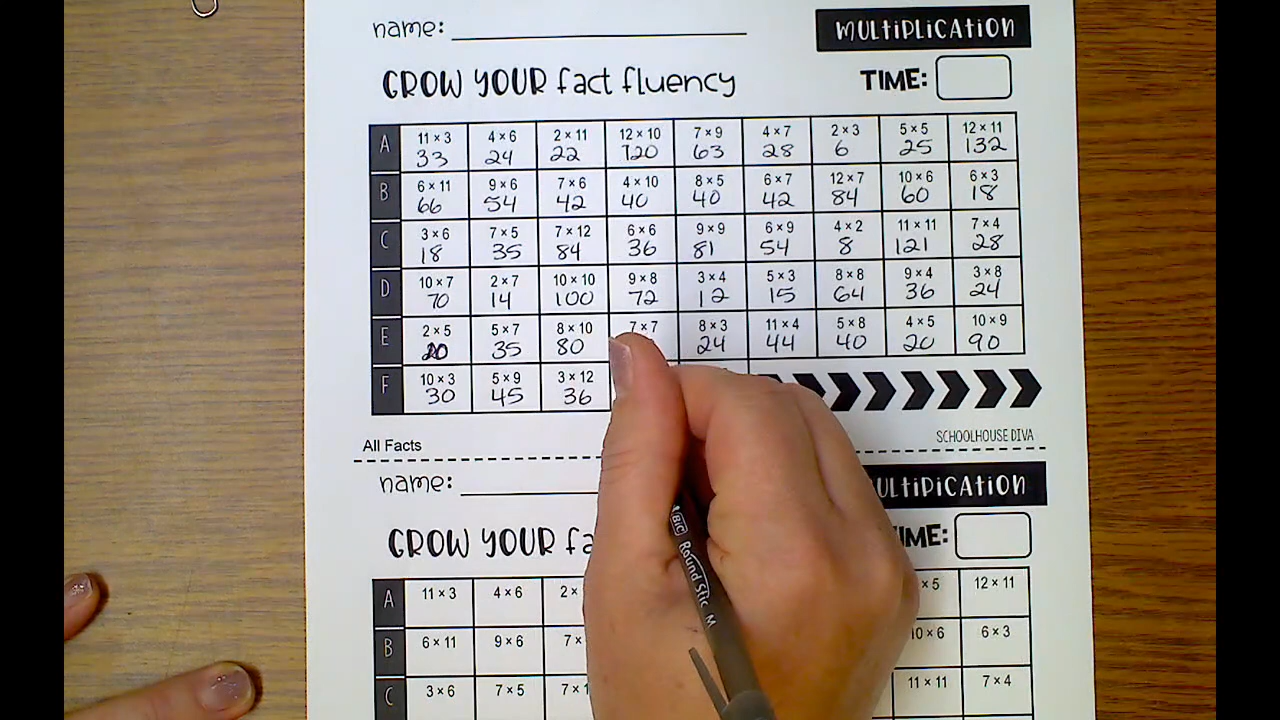 name: MULTIPLICATION
GROW YOUR fact fluency TIME:
A 11 × 3 4 × 6 2 × 11 12 × 10 7 × 9 4 × 7 2 × 3 5 × 5 12 × 11
33 24 22 120 63 28 6 25 132
B 6 × 11 9 × 6 7 × 6 4 × 10 8 × 5 6 × 7 12 × 7 10 × 6 6 × 3
66 54 42 40 40 42 84 60 18
C 3 × 6 7 × 5 7 × 12 6 × 6 9 × 9 6 × 9 4 × 2 11 × 11 7 × 4
18 35 84 36 81 54 8 121 28
D 10 × 7 2 × 7 10 × 10 9 × 8 3 × 4 5 × 3 8 × 8 9 × 4 3 × 8
70 14 100 72 12 15 64 36 24
E 2 × 5 5 × 7 8 × 10 7 × 7 8 × 3 11 × 4 5 × 8 4 × 5 10 × 9
35 80 24 44 40 20 90
F 10 × 3 5 × 9 3 × 12
30 45 36
All Facts SCHOOLHOUSE DIVA
name: ULTIPICATION
GROW YOUR fa IME:
A 11 × 3 4 × 6 2 × × 5 12 × 11
B 6 × 11 9 × 6 7 × 10 × 6 6 × 3
C 3 × 6 7 × 5 7 × 1 11 × 11 7 × 4
BIC Round Stic M